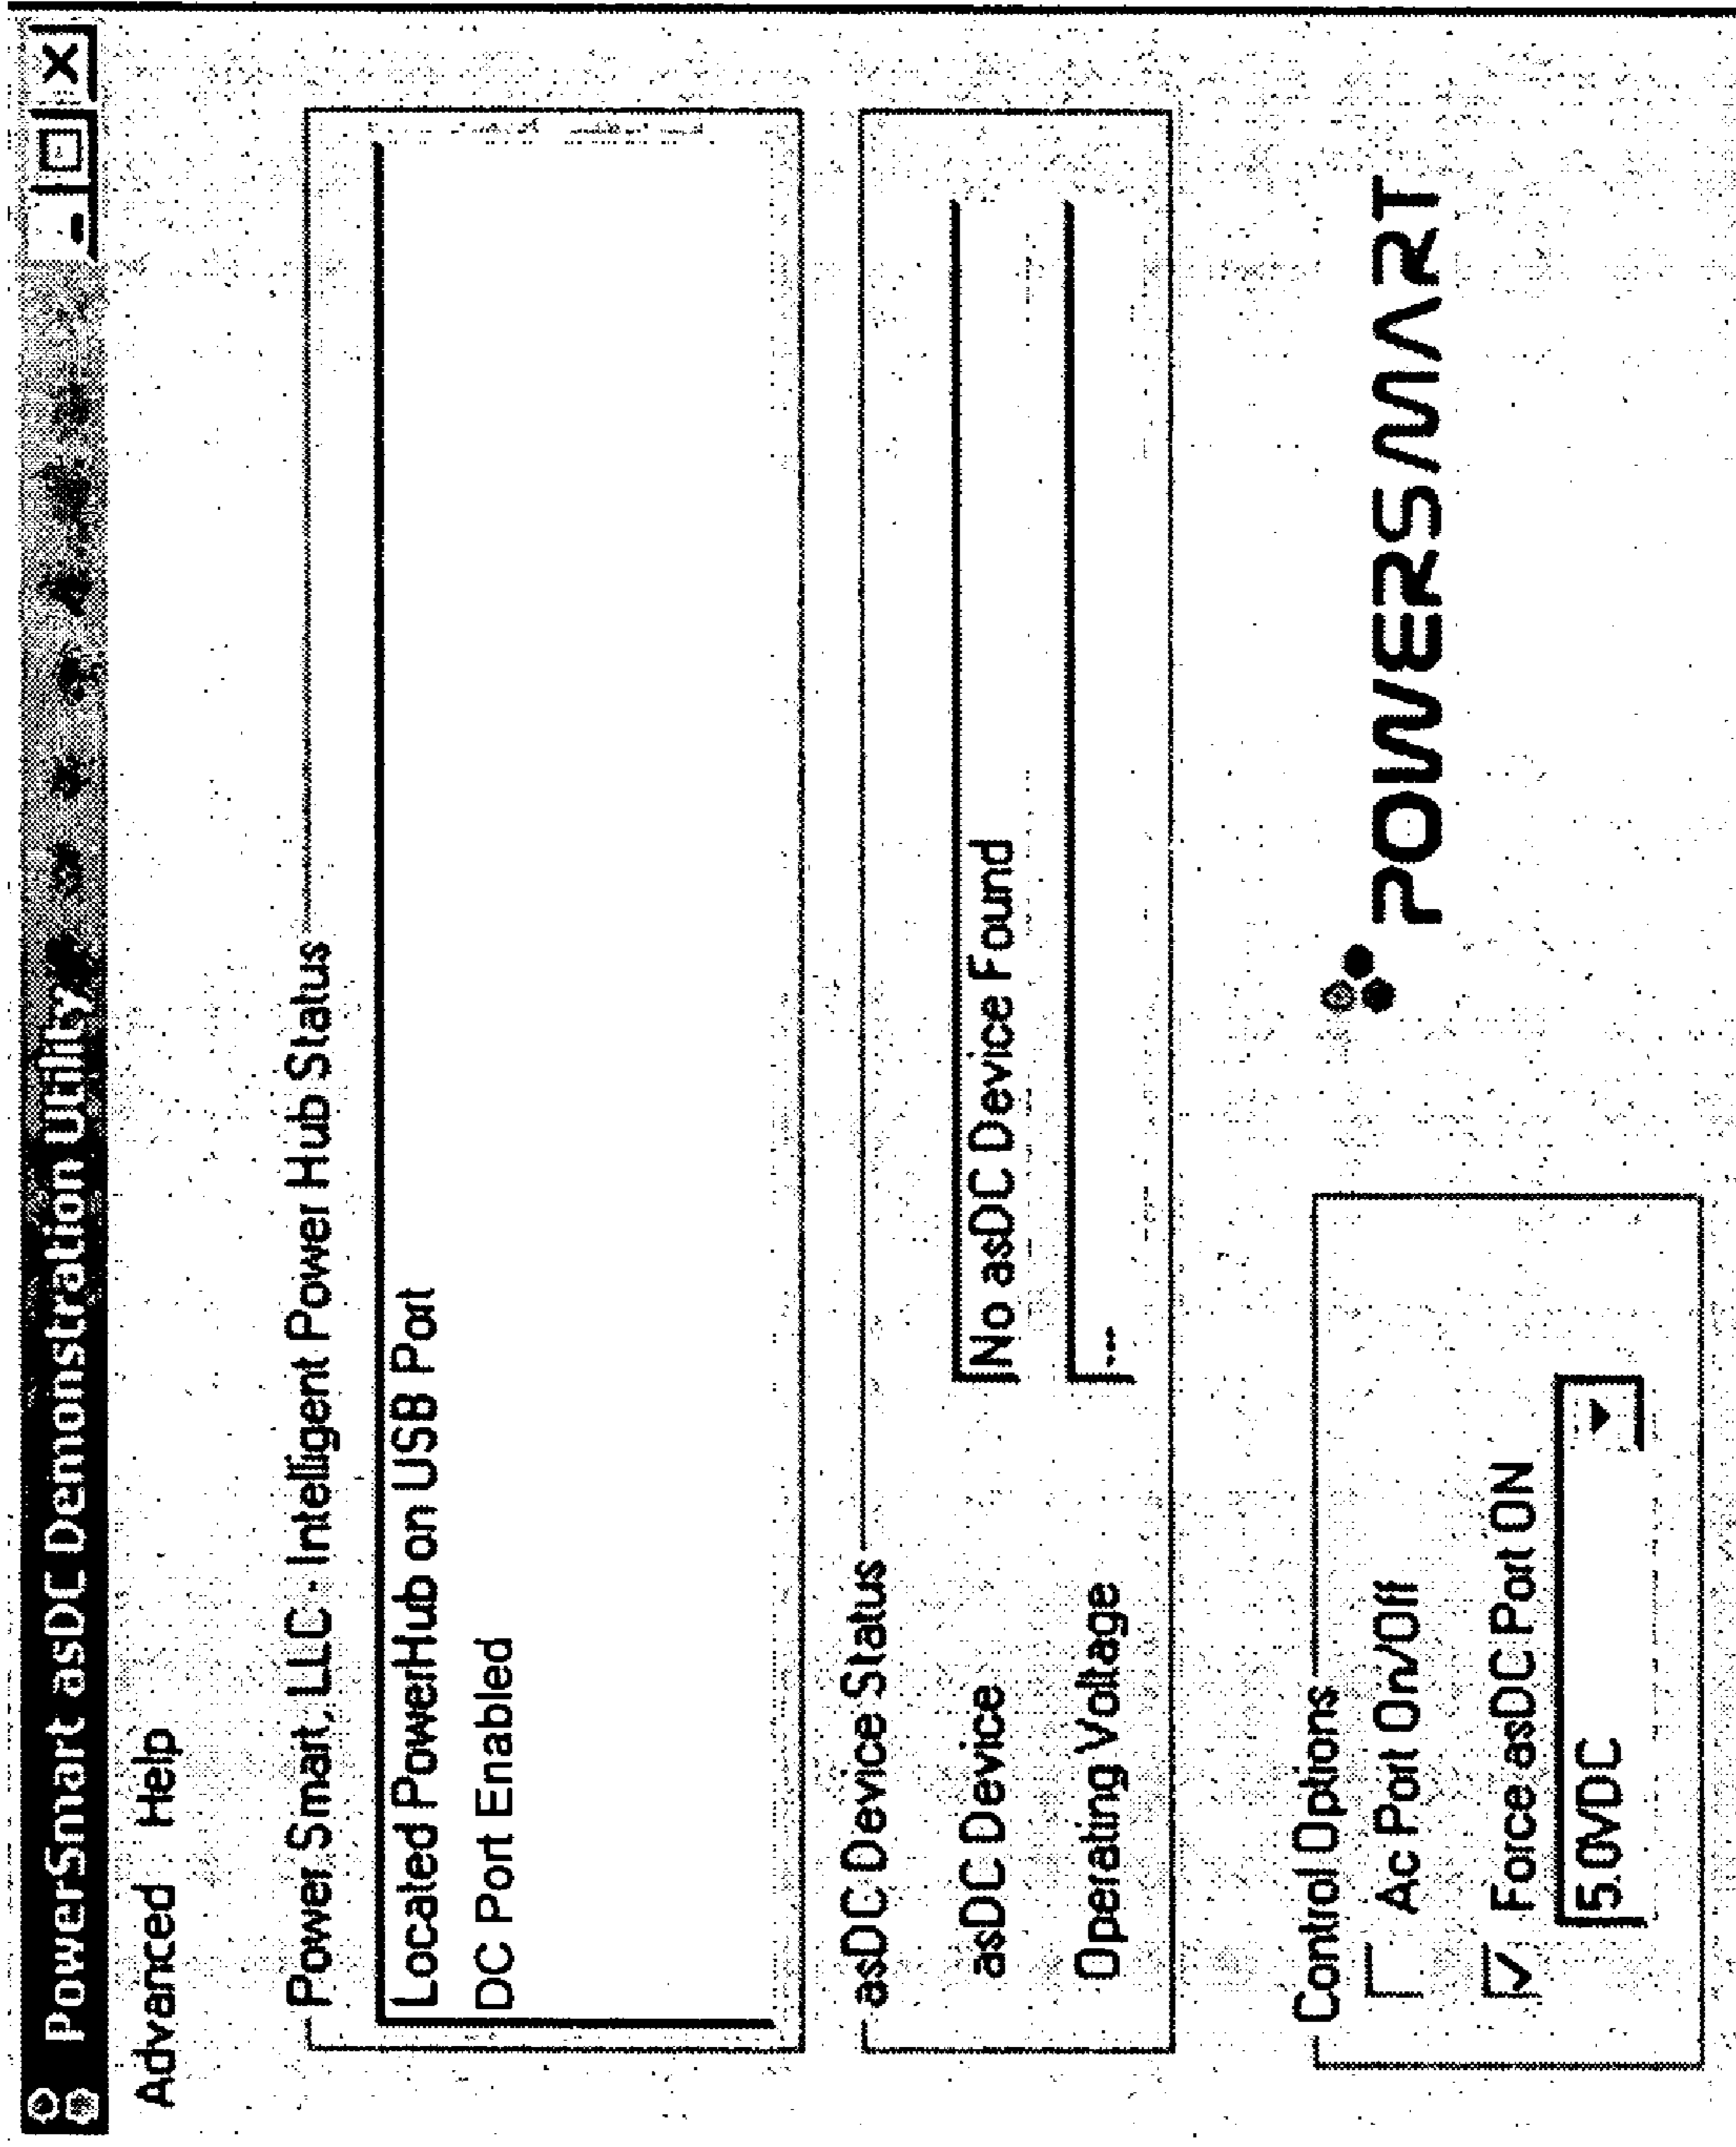 PowerSmart asDC Demonstration Utility
Advanced Help
Power Smart, LLC - Intelligent Power Hub Status
Located PowerHub on USB Port
DC Port Enabled
asDC Device Status
asDC Device No asDC Device Found
Operating Voltage ---
Control Options
Ac Port On/Off
Force asDC Port ON
5.0VDC
POWERSMART